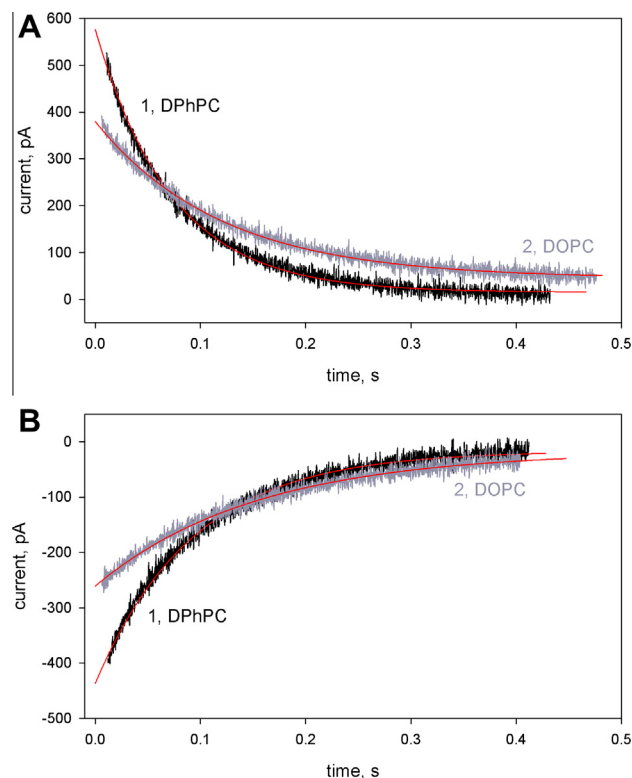 A
600
500
400
300
200
100
0
current, pA
1, DPhPC
2, DOPC
0.0 0.1 0.2 0.3 0.4 0.5
time, s
B
0
-100
-200
-300
-400
-500
current, pA
2, DOPC
1, DPhPC
0.0 0.1 0.2 0.3 0.4 0.5
time, s